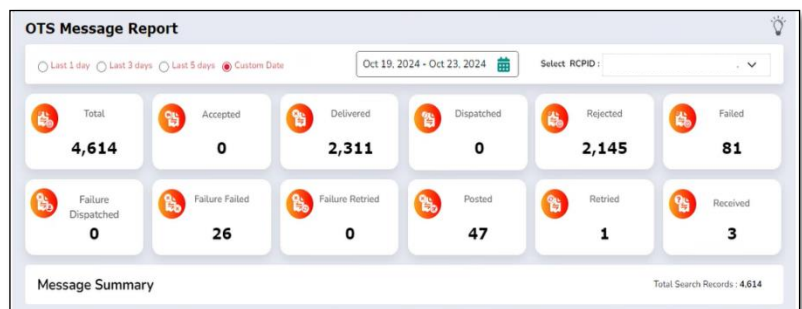 OTS Message Report
Last 1 day Last 3 days Last 5 days Custom Date Oct 19, 2024 - Oct 23, 2024 Select RCPID :
Total Accepted Delivered Dispatched Rejected Failed
4,614 0 2,311 0 2,145 81
Failure Dispatched Failure Failed Failure Retried Posted Retried Received
0 26 0 47 1 3
Message Summary Total Search Records : 4,614